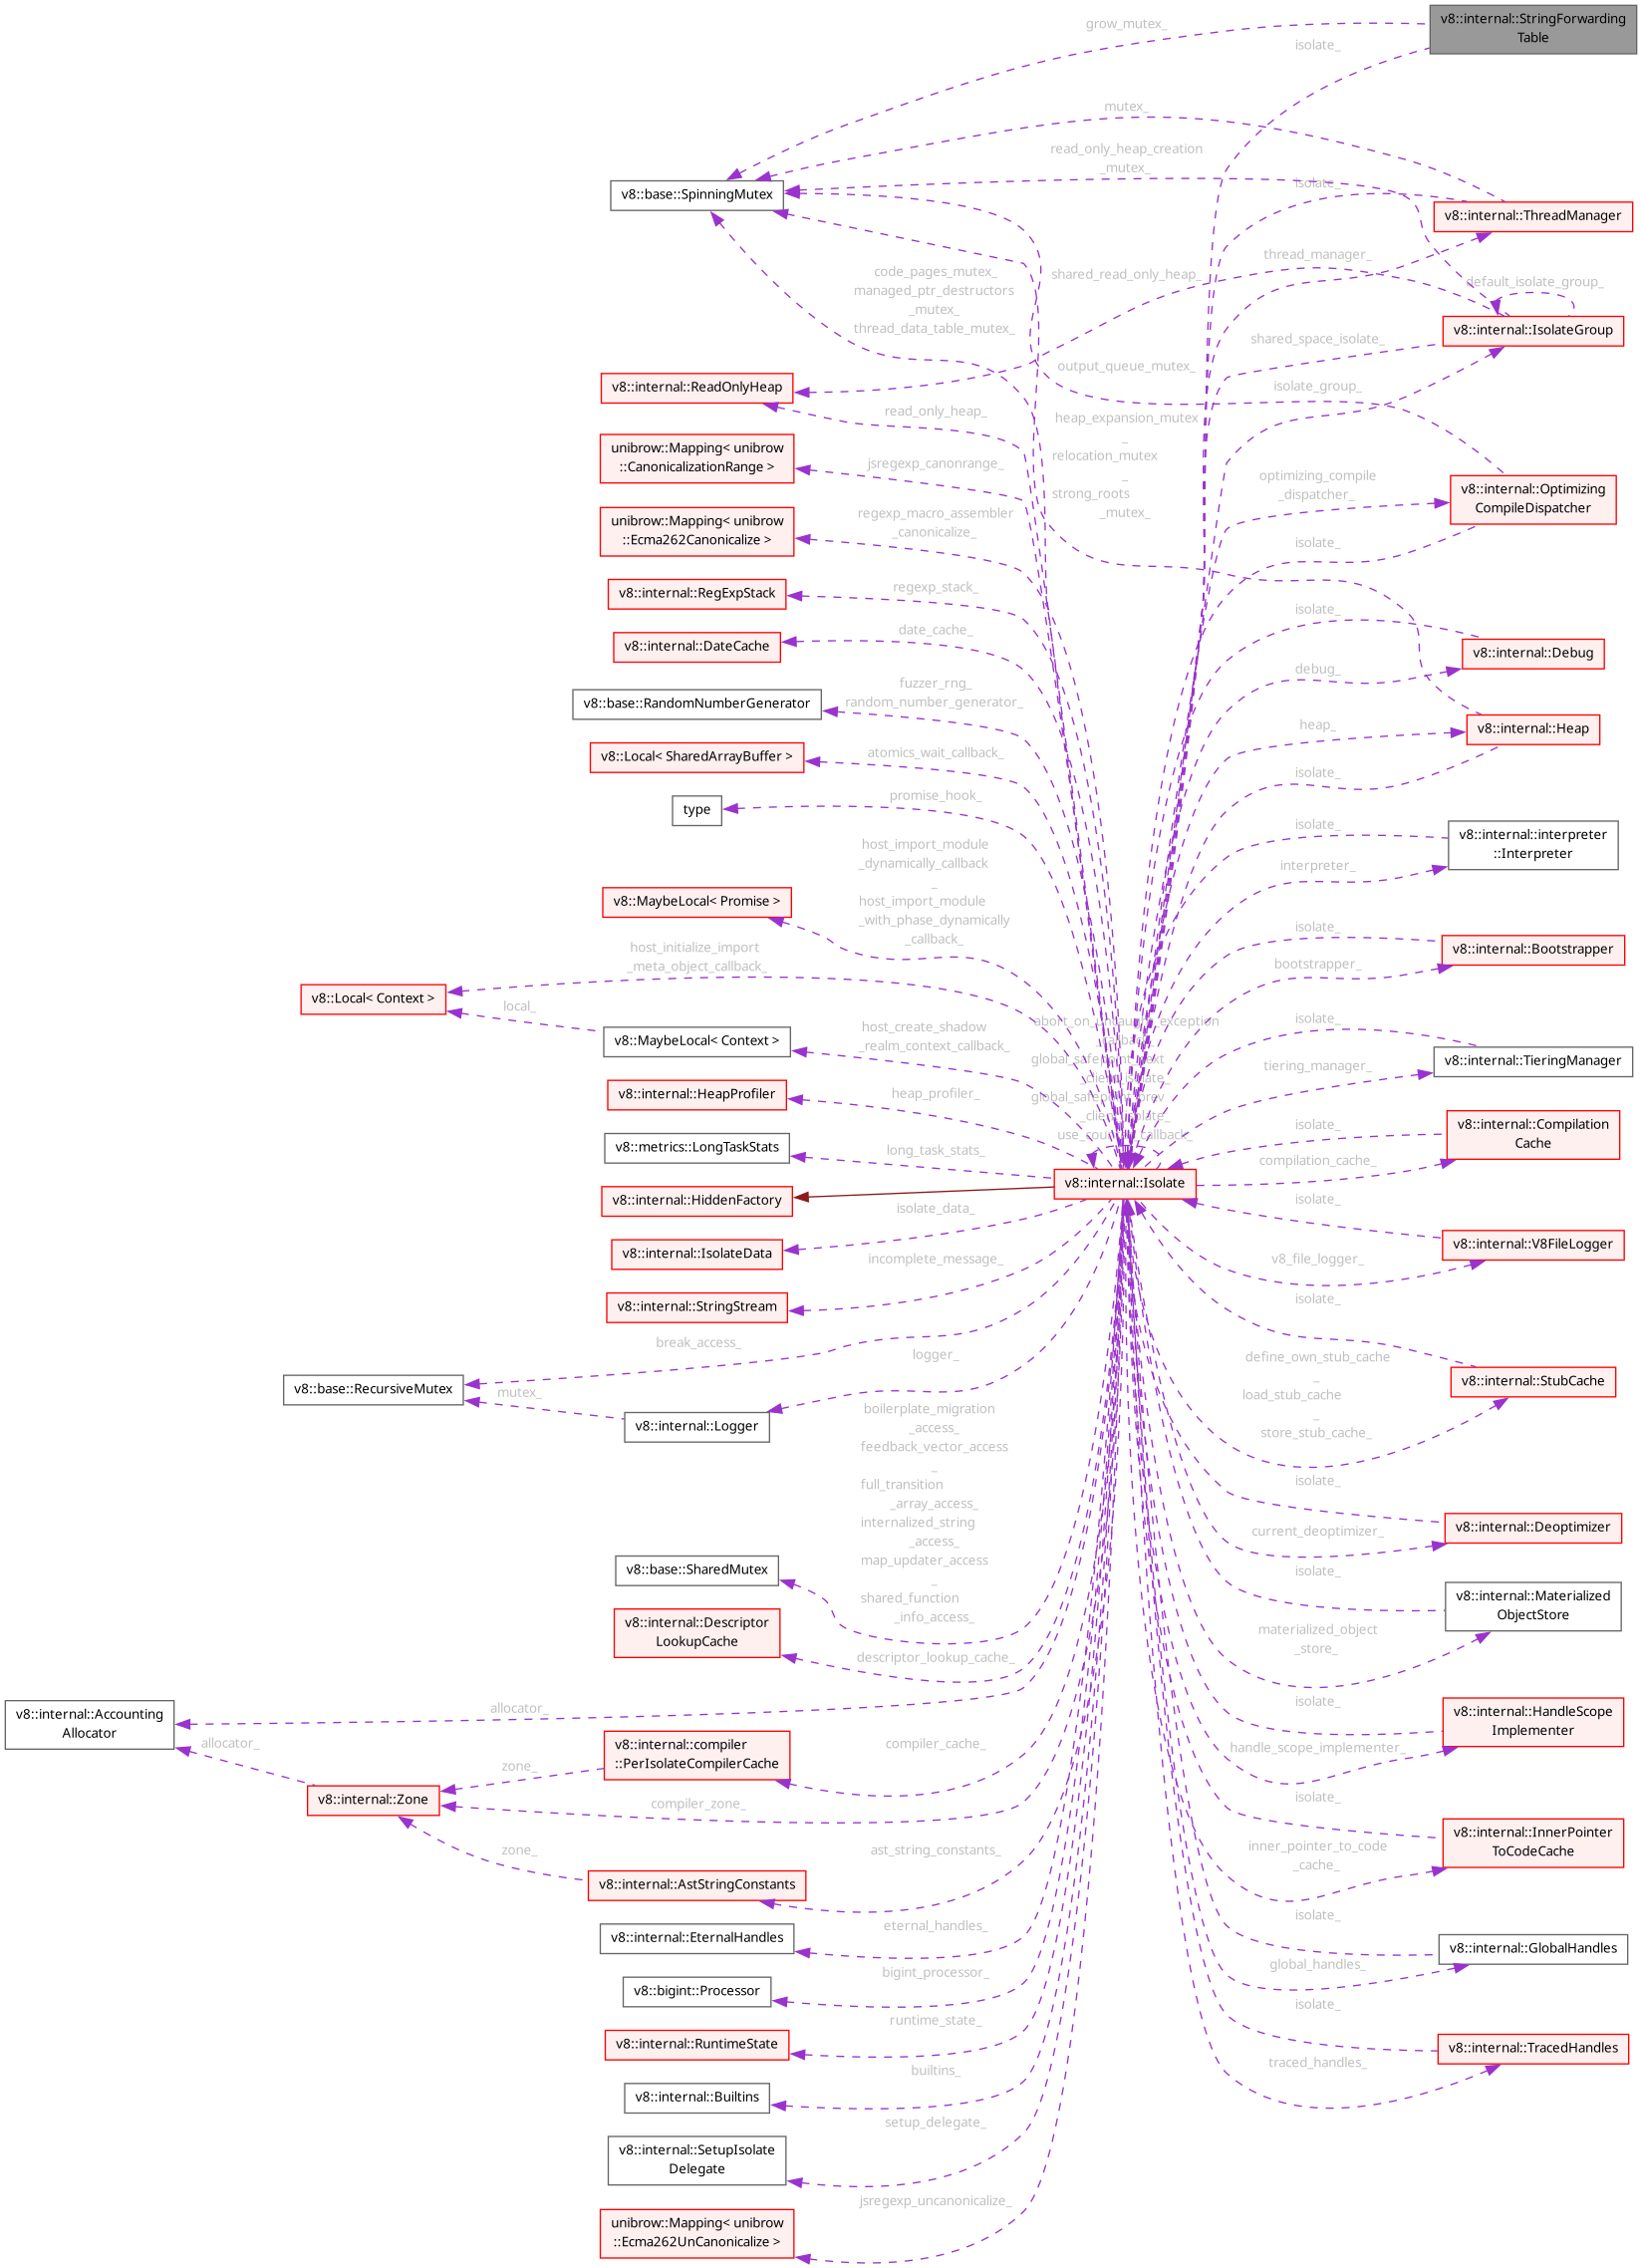 v8::internal::StringForwarding
Table
grow_mutex_
isolate_
mutex_
read_only_heap_creation
_mutex_
isolate_
v8::base::SpinningMutex
v8::internal::ThreadManager
thread_manager_
shared_read_only_heap_
code_pages_mutex_
managed_ptr_destructors
_mutex_
thread_data_table_mutex_
default_isolate_group_
v8::internal::IsolateGroup
shared_space_isolate_
output_queue_mutex_
isolate_group_
v8::internal::ReadOnlyHeap
read_only_heap_
heap_expansion_mutex
_
relocation_mutex
_
strong_roots
_mutex_
unibrow::Mapping< unibrow
::CanonicalizationRange >
jsregexp_canonrange_
optimizing_compile
_dispatcher_
v8::internal::Optimizing
CompileDispatcher
unibrow::Mapping< unibrow
::Ecma262Canonicalize >
regexp_macro_assembler
_canonicalize_
isolate_
v8::internal::RegExpStack
regexp_stack_
isolate_
v8::internal::DateCache
date_cache_
debug_
v8::internal::Debug
v8::base::RandomNumberGenerator
fuzzer_rng_
random_number_generator_
heap_
v8::internal::Heap
v8::Local< SharedArrayBuffer >
atomics_wait_callback_
isolate_
type
promise_hook_
isolate_
v8::internal::interpreter
::Interpreter
host_import_module
_dynamically_callback
_
host_import_module
_with_phase_dynamically
_callback_
interpreter_
v8::MaybeLocal< Promise >
isolate_
v8::internal::Bootstrapper
host_initialize_import
_meta_object_callback_
bootstrapper_
v8::Local< Context >
local_
v8::MaybeLocal< Context >
host_create_shadow
_realm_context_callback_
abort_on_uncaught_exception
_callback_
global_safepoint_next
_client_isolate_
global_safepoint_prev
_client_isolate_
use_counter_callback_
isolate_
v8::internal::TieringManager
tiering_manager_
v8::internal::HeapProfiler
heap_profiler_
isolate_
v8::internal::Compilation
Cache
v8::metrics::LongTaskStats
long_task_stats_
compilation_cache_
v8::internal::HiddenFactory
v8::internal::Isolate
isolate_
v8::internal::IsolateData
isolate_data_
v8::internal::V8FileLogger
v8_file_logger_
v8::internal::StringStream
incomplete_message_
isolate_
break_access_
logger_
v8::base::RecursiveMutex
mutex_
v8::internal::Logger
define_own_stub_cache
_
load_stub_cache
_
store_stub_cache_
v8::internal::StubCache
boilerplate_migration
_access_
feedback_vector_access
_
full_transition
_array_access_
internalized_string
_access_
map_updater_access
_
shared_function
_info_access_
isolate_
v8::internal::Deoptimizer
current_deoptimizer_
v8::base::SharedMutex
isolate_
v8::internal::Materialized
ObjectStore
v8::internal::Descriptor
LookupCache
descriptor_lookup_cache_
materialized_object
_store_
v8::internal::Accounting
Allocator
allocator_
allocator_
isolate_
v8::internal::HandleScope
Implementer
handle_scope_implementer_
v8::internal::compiler
::PerIsolateCompilerCache
compiler_cache_
zone_
v8::internal::Zone
compiler_zone_
isolate_
v8::internal::InnerPointer
ToCodeCache
inner_pointer_to_code
_cache_
zone_
v8::internal::AstStringConstants
ast_string_constants_
isolate_
v8::internal::EternalHandles
eternal_handles_
v8::internal::GlobalHandles
global_handles_
v8::bigint::Processor
bigint_processor_
isolate_
v8::internal::RuntimeState
runtime_state_
v8::internal::TracedHandles
traced_handles_
v8::internal::Builtins
builtins_
v8::internal::SetupIsolate
Delegate
setup_delegate_
unibrow::Mapping< unibrow
::Ecma262UnCanonicalize >
jsregexp_uncanonicalize_